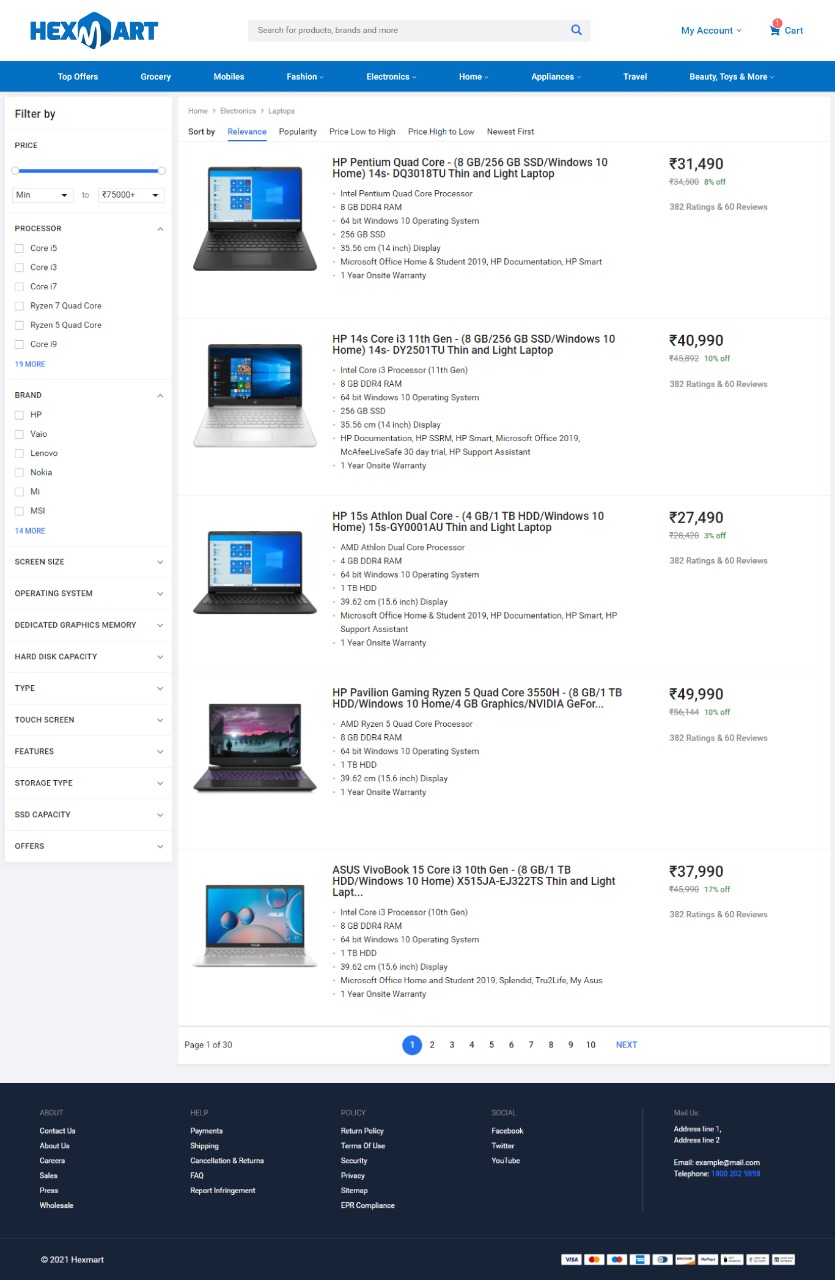 HEXMART
Search for products, brands and more
My Account
1
Cart
Top Offers
Grocery
Mobiles
Fashion
Electronics
Home
Appliances
Travel
Beauty, Toys & More
Filter by
PRICE
Min
to
₹75000+
PROCESSOR
Core i5
Core i3
Core i7
Ryzen 7 Quad Core
Ryzen 5 Quad Core
Core i9
19 MORE
BRAND
HP
Vaio
Lenovo
Nokia
Mi
MSI
14 MORE
SCREEN SIZE
OPERATING SYSTEM
DEDICATED GRAPHICS MEMORY
HARD DISK CAPACITY
TYPE
TOUCH SCREEN
FEATURES
STORAGE TYPE
SSD CAPACITY
OFFERS
Home > Electronics > Laptops
Sort by Relevance Popularity Price Low to High Price High to Low Newest First
HP Pentium Quad Core - (8 GB/256 GB SSD/Windows 10
Home) 14s- DQ3018TU Thin and Light Laptop
Intel Pentium Quad Core Processor
8 GB DDR4 RAM
64 bit Windows 10 Operating System
256 GB SSD
35.56 cm (14 inch) Display
Microsoft Office Home & Student 2019, HP Documentation, HP Smart
1 Year Onsite Warranty
₹31,490
₹34,500 8% off
382 Ratings & 60 Reviews
HP 14s Core i3 11th Gen - (8 GB/256 GB SSD/Windows 10
Home) 14s- DY2501TU Thin and Light Laptop
Intel Core i3 Processor (11th Gen)
8 GB DDR4 RAM
64 bit Windows 10 Operating System
256 GB SSD
35.56 cm (14 inch) Display
HP Documentation, HP SSRM, HP Smart, Microsoft Office 2019,
McAfeeLiveSafe 30 day trial, HP Support Assistant
1 Year Onsite Warranty
₹40,990
₹45,892 10% off
382 Ratings & 60 Reviews
HP 15s Athlon Dual Core - (4 GB/1 TB HDD/Windows 10
Home) 15s-GY0001AU Thin and Light Laptop
AMD Athlon Dual Core Processor
4 GB DDR4 RAM
64 bit Windows 10 Operating System
1 TB HDD
39.62 cm (15.6 inch) Display
Microsoft Office Home & Student 2019, HP Documentation, HP Smart, HP
Support Assistant
1 Year Onsite Warranty
₹27,490
₹28,420 3% off
382 Ratings & 60 Reviews
HP Pavilion Gaming Ryzen 5 Quad Core 3550H - (8 GB/1 TB
HDD/Windows 10 Home/4 GB Graphics/NVIDIA GeFor...
AMD Ryzen 5 Quad Core Processor
8 GB DDR4 RAM
64 bit Windows 10 Operating System
1 TB HDD
39.62 cm (15.6 inch) Display
1 Year Onsite Warranty
₹49,990
₹56,144 10% off
382 Ratings & 60 Reviews
ASUS VivoBook 15 Core i3 10th Gen - (8 GB/1 TB
HDD/Windows 10 Home) X515JA-EJ322TS Thin and Light
Lapt...
Intel Core i3 Processor (10th Gen)
8 GB DDR4 RAM
64 bit Windows 10 Operating System
1 TB HDD
39.62 cm (15.6 inch) Display
Microsoft Office Home and Student 2019, Splendid, Tru2Life, My Asus
1 Year Onsite Warranty
₹37,990
₹45,990 17% off
382 Ratings & 60 Reviews
Page 1 of 30
1 2 3 4 5 6 7 8 9 10 NEXT
ABOUT
Contact Us
About Us
Careers
Sales
Press
Wholesale
HELP
Payments
Shipping
Cancellation & Returns
FAQ
Report Infringement
POLICY
Return Policy
Terms Of Use
Security
Privacy
Sitemap
EPR Compliance
SOCIAL
Facebook
Twitter
YouTube
Mail Us:
Address line 1,
Address line 2
Email: example@mail.com
Telephone: 1800 202 9898
© 2021 Hexmart
VISA